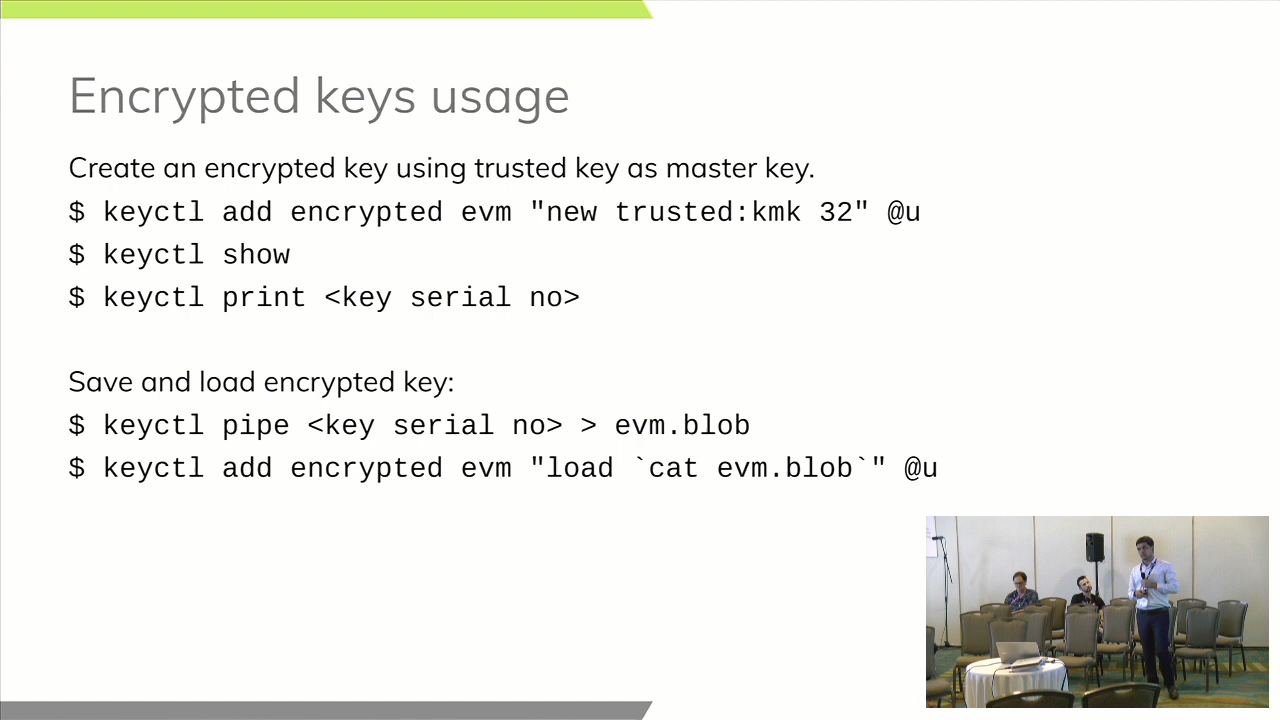 Encrypted keys usage
Create an encrypted key using trusted key as master key.
$ keyctl add encrypted evm "new trusted:kmk 32" @u
$ keyctl show
$ keyctl print <key serial no>
Save and load encrypted key:
$ keyctl pipe <key serial no> > evm.blob
$ keyctl add encrypted evm "load `cat evm.blob`" @u